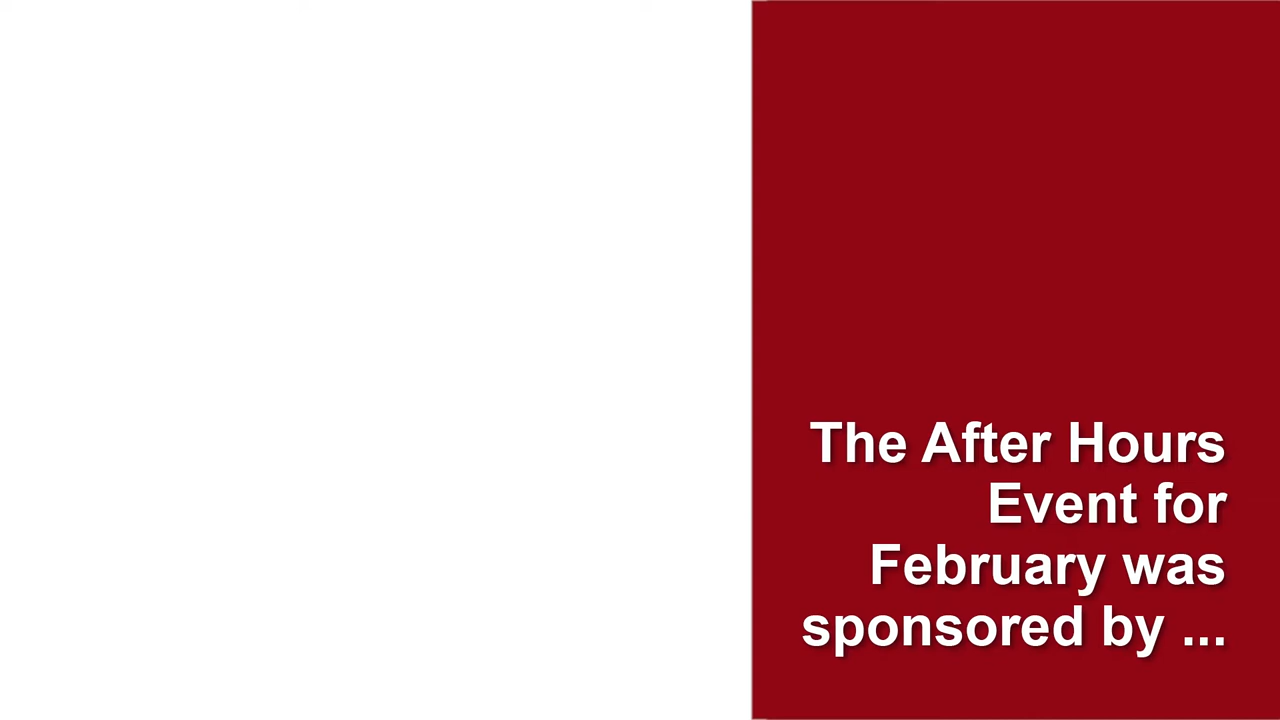 The After Hours
Event for
February was
sponsored by ...